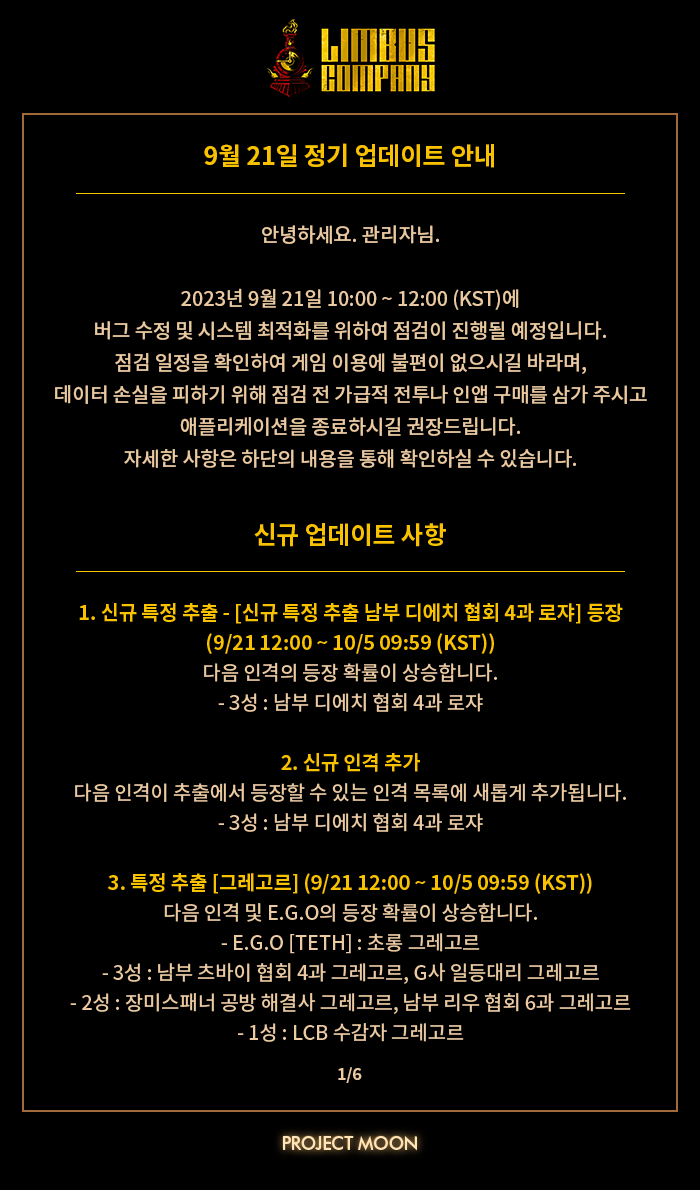 LIMBUS
COMPANY
9월 21일 정기 업데이트 안내
안녕하세요. 관리자님.
2023년 9월 21일 10:00 ~ 12:00 (KST)에
버그 수정 및 시스템 최적화를 위하여 점검이 진행될 예정입니다.
점검 일정을 확인하여 게임 이용에 불편이 없으시길 바라며,
데이터 손실을 피하기 위해 점검 전 가급적 전투나 인앱 구매를 삼가 주시고
애플리케이션을 종료하시길 권장드립니다.
자세한 사항은 하단의 내용을 통해 확인하실 수 있습니다.
신규 업데이트 사항
1. 신규 특정 추출 - [신규 특정 추출 남부 디에치 협회 4과 로쟈] 등장
(9/21 12:00 ~ 10/5 09:59 (KST))
다음 인격의 등장 확률이 상승합니다.
- 3성 : 남부 디에치 협회 4과 로쟈
2. 신규 인격 추가
다음 인격이 추출에서 등장할 수 있는 인격 목록에 새롭게 추가됩니다.
- 3성 : 남부 디에치 협회 4과 로쟈
3. 특정 추출 [그레고르] (9/21 12:00 ~ 10/5 09:59 (KST))
다음 인격 및 E.G.O의 등장 확률이 상승합니다.
- E.G.O [TETH] : 초롱 그레고르
- 3성 : 남부 츠바이 협회 4과 그레고르, G사 일등대리 그레고르
- 2성 : 장미스패너 공방 해결사 그레고르, 남부 리우 협회 6과 그레고르
- 1성 : LCB 수감자 그레고르
1/6
PROJECT MOON